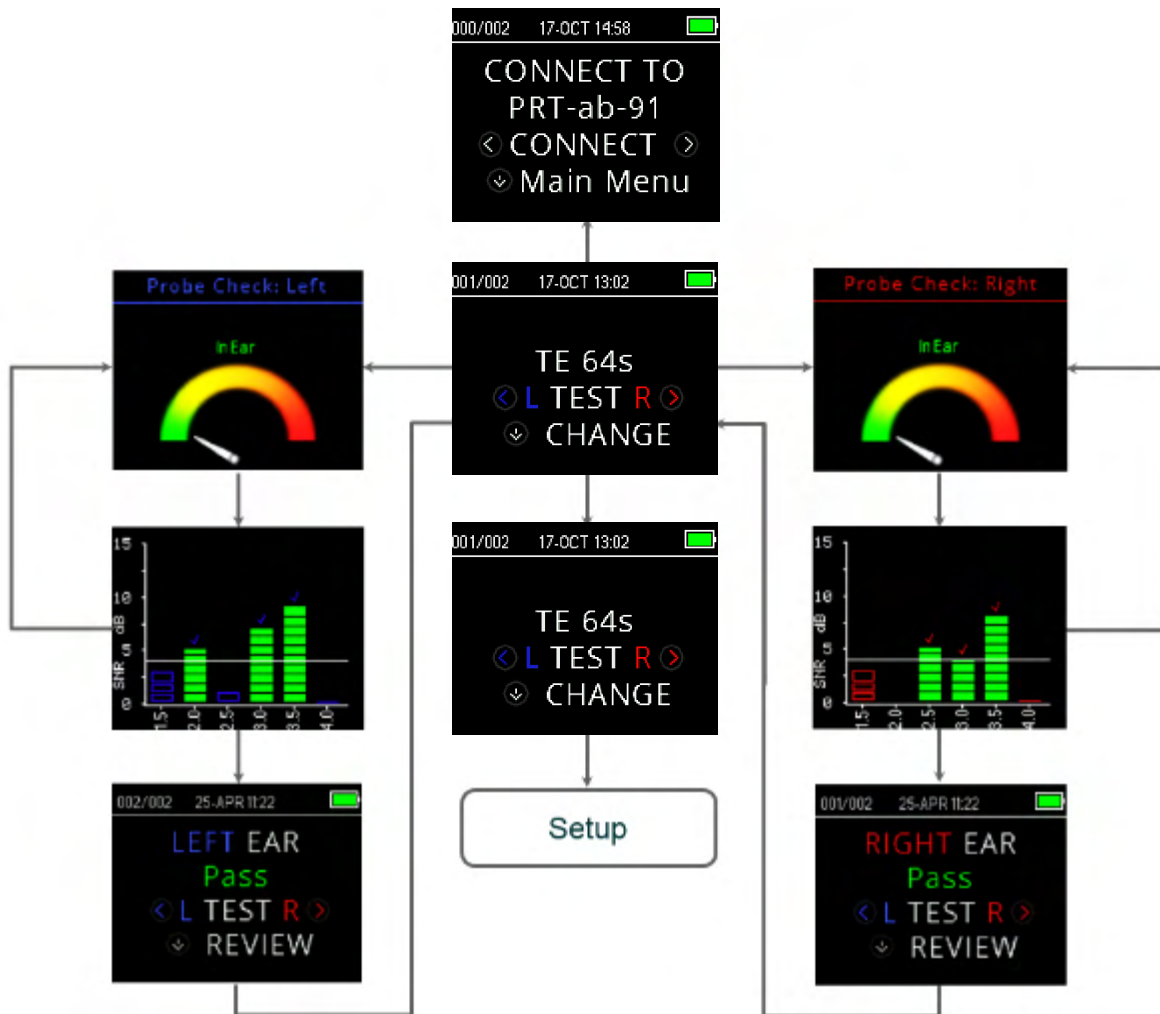 000/002 17-OCT 14:58
CONNECT TO
PRT-ab-91
CONNECT
Main Menu
Probe Check: Left
In Ear
001/002 17-OCT 13:02
TE 64s
L TEST R
CHANGE
Probe Check: Right
In Ear
15
10
5
0
SNR dB
1.5 2.0 2.5 3.0 3.5 4.0
001/002 17-OCT 13:02
TE 64s
L TEST R
CHANGE
15
10
5
0
SNR dB
1.5 2.0 2.5 3.0 3.5 4.0
002/002 25-APR 11:22
LEFT EAR
Pass
L TEST R
REVIEW
Setup
001/002 25-APR 11:22
RIGHT EAR
Pass
L TEST R
REVIEW